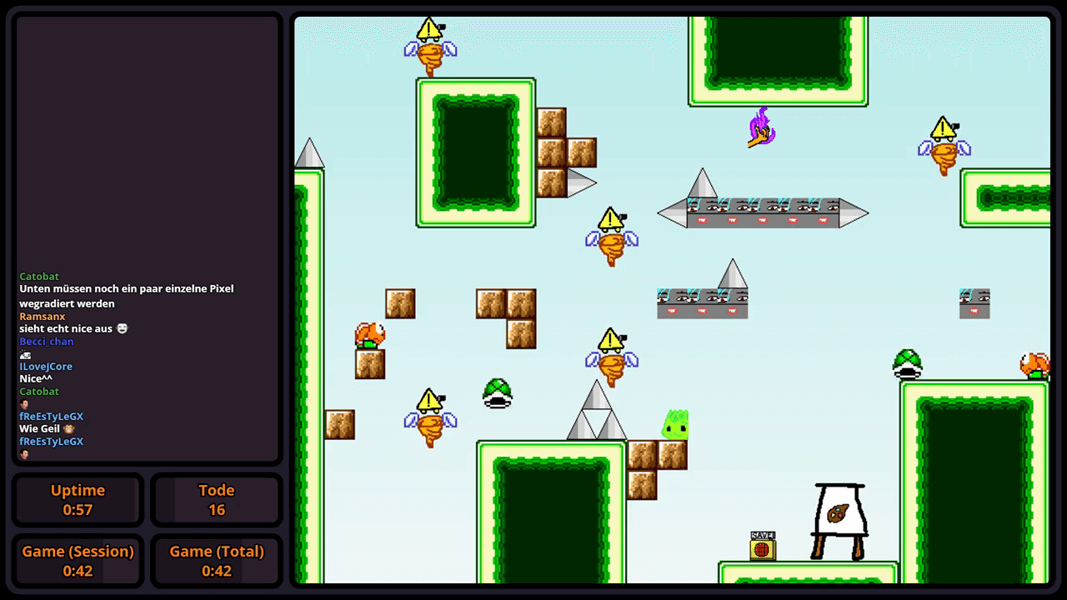 Catobat
Unten müssen noch ein paar einzelne Pixel
wegradiert werden
Ramsanx
sieht echt nice aus
Becci_chan
ILoveJCore
Nice^^
Catobat
fReEsTyLeGX
Wie Geil
fReEsTyLeGX
Uptime
0:57
Tode
16
Game (Session)
0:42
Game (Total)
0:42
SAVE